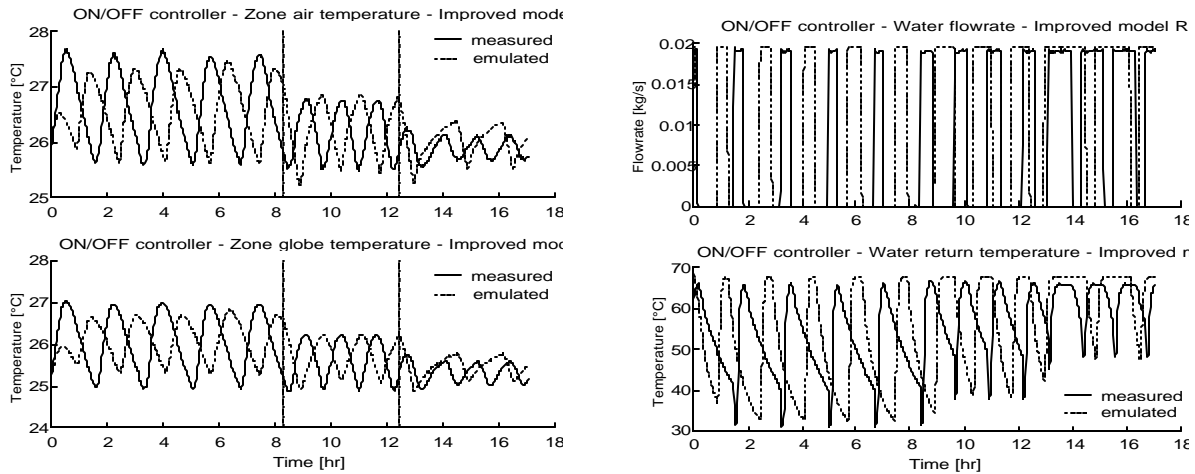 ON/OFF controller - Zone air temperature - Improved mode
28
27
26
25
Temperature [°C]
measured
emulated
0 2 4 6 8 10 12 14 16 18
ON/OFF controller - Zone globe temperature - Improved mod
28
27
26
25
24
Temperature [°C]
measured
emulated
0 2 4 6 8 10 12 14 16 18
Time [hr]
ON/OFF controller - Water flowrate - Improved model R
0.02
0.015
0.01
0.005
0
Flowrate [kg/s]
measured
emulated
0 2 4 6 8 10 12 14 16 18
ON/OFF controller - Water return temperature - Improved m
70
60
50
40
30
Temperature [°C]
measured
emulated
0 2 4 6 8 10 12 14 16 18
Time [hr]